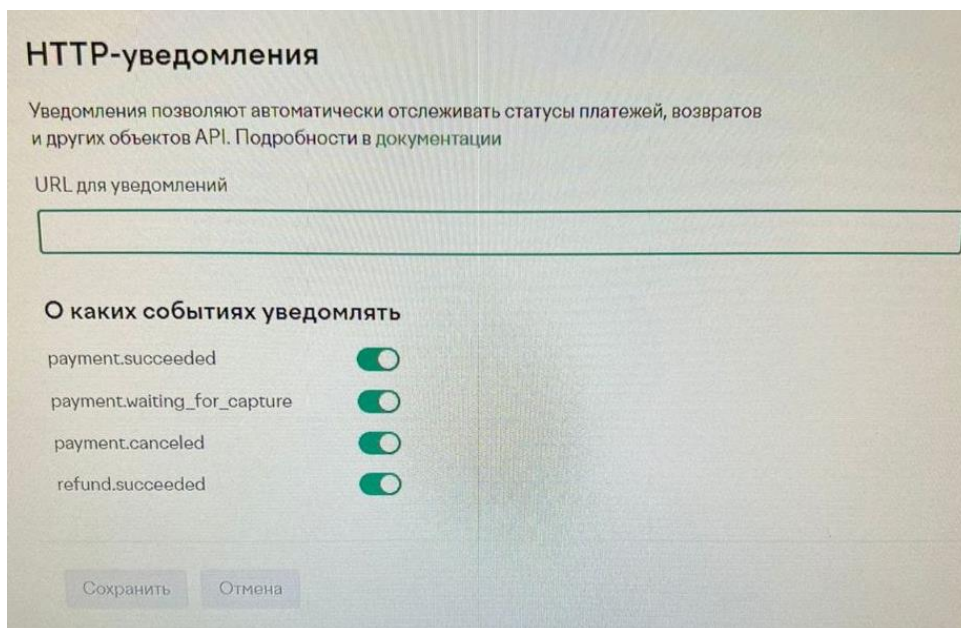 HTTP-уведомления
Уведомления позволяют автоматически отслеживать статусы платежей, возвратов
и других объектов API. Подробности в документации
URL для уведомлений
О каких событиях уведомлять
payment.succeeded
payment.waiting_for_capture
payment.canceled
refund.succeeded
Сохранить Отмена